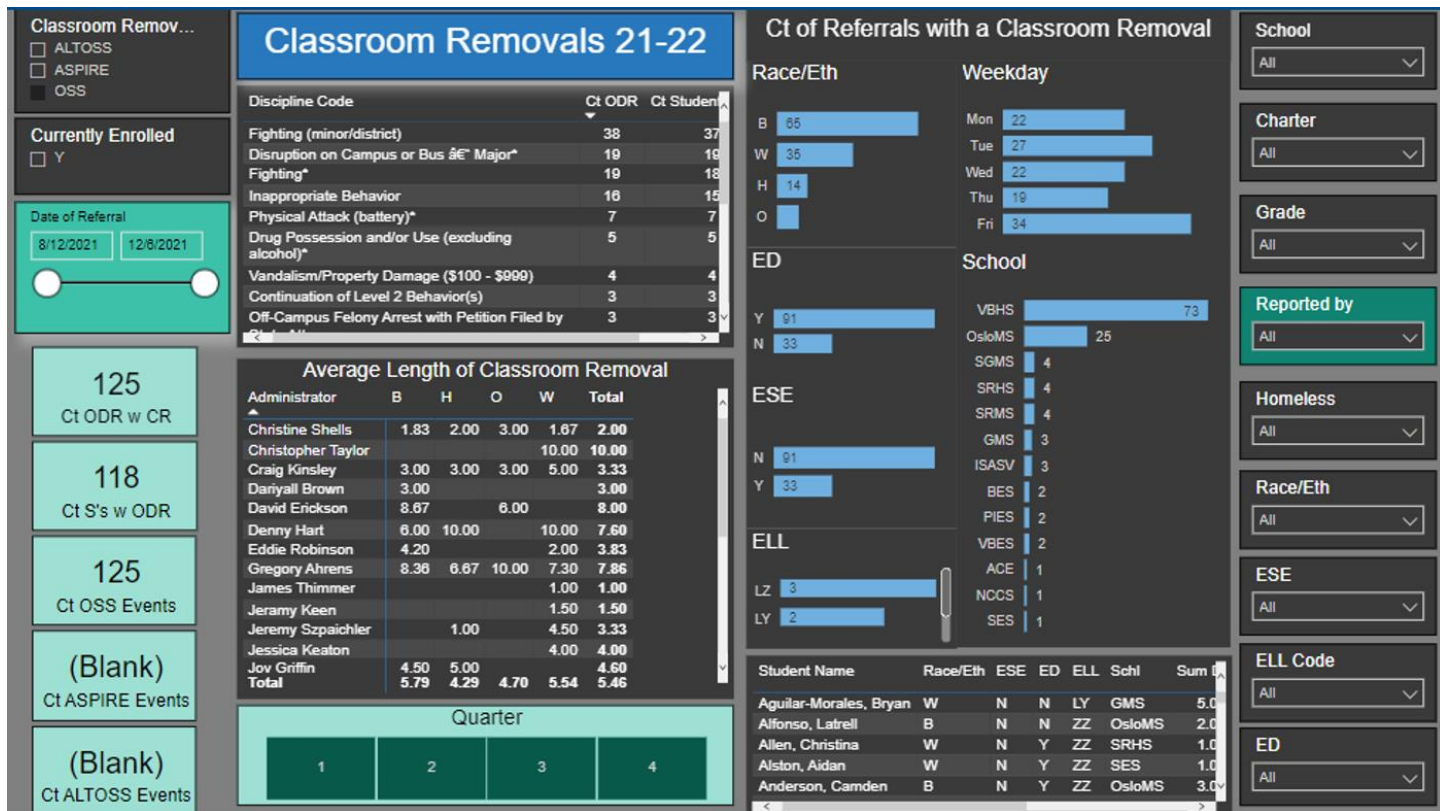 Classroom Remov...
ALTOSS
ASPIRE
OSS
Currently Enrolled
Y
Date of Referral
8/12/2021 12/6/2021
125
Ct ODR w CR
118
Ct S's w ODR
125
Ct OSS Events
(Blank)
Ct ASPIRE Events
(Blank)
Ct ALTOSS Events
Classroom Removals 21-22
Discipline Code Ct ODR Ct Student
Fighting (minor/district) 38 37
Disruption on Campus or Bus â€“ Major* 19 19
Fighting* 19 18
Inappropriate Behavior 16 15
Physical Attack (battery)* 7 7
Drug Possession and/or Use (excluding
alcohol)* 5 5
Vandalism/Property Damage ($100 - $999) 4 4
Continuation of Level 2 Behavior(s) 3 3
Off-Campus Felony Arrest with Petition Filed by 3 3
Average Length of Classroom Removal
Administrator B H O W Total
Christine Shells 1.83 2.00 3.00 1.67 2.00
Christopher Taylor 10.00 10.00
Craig Kinsley 3.00 3.00 3.00 5.00 3.33
Dariyall Brown 3.00 3.00
David Erickson 8.67 6.00 8.00
Denny Hart 6.00 10.00 10.00 7.60
Eddie Robinson 4.20 2.00 3.83
Gregory Ahrens 8.36 6.67 10.00 7.30 7.86
James Thimmer 1.00 1.00
Jeramy Keen 1.50 1.50
Jeremy Szpaichler 1.00 4.50 3.33
Jessica Keaton 4.00 4.00
Joy Griffin 4.50 5.00 4.60
Total 5.79 4.29 4.70 5.54 5.46
Quarter
1 2 3 4
Ct of Referrals with a Classroom Removal
Race/Eth
B 65
W 35
H 14
O
ED
Y 91
N 33
ESE
N 91
Y 33
ELL
LZ 3
LY 2
Weekday
Mon 22
Tue 27
Wed 22
Thu 19
Fri 34
School
VBHS 73
OsloMS 25
SGMS 4
SRHS 4
SRMS 4
GMS 3
ISASV 3
BES 2
PIES 2
VBES 2
ACE 1
NCCS 1
SES 1
Student Name Race/Eth ESE ED ELL Schl Sum
Aguilar-Morales, Bryan W N N LY GMS 5.0
Alfonso, Latrell B N N ZZ OsloMS 2.0
Allen, Christina W N Y ZZ SRHS 1.0
Alston, Aidan W N Y ZZ SES 1.0
Anderson, Camden B N Y ZZ OsloMS 3.0
School
All
Charter
All
Grade
All
Reported by
All
Homeless
All
Race/Eth
All
ESE
All
ELL Code
All
ED
All